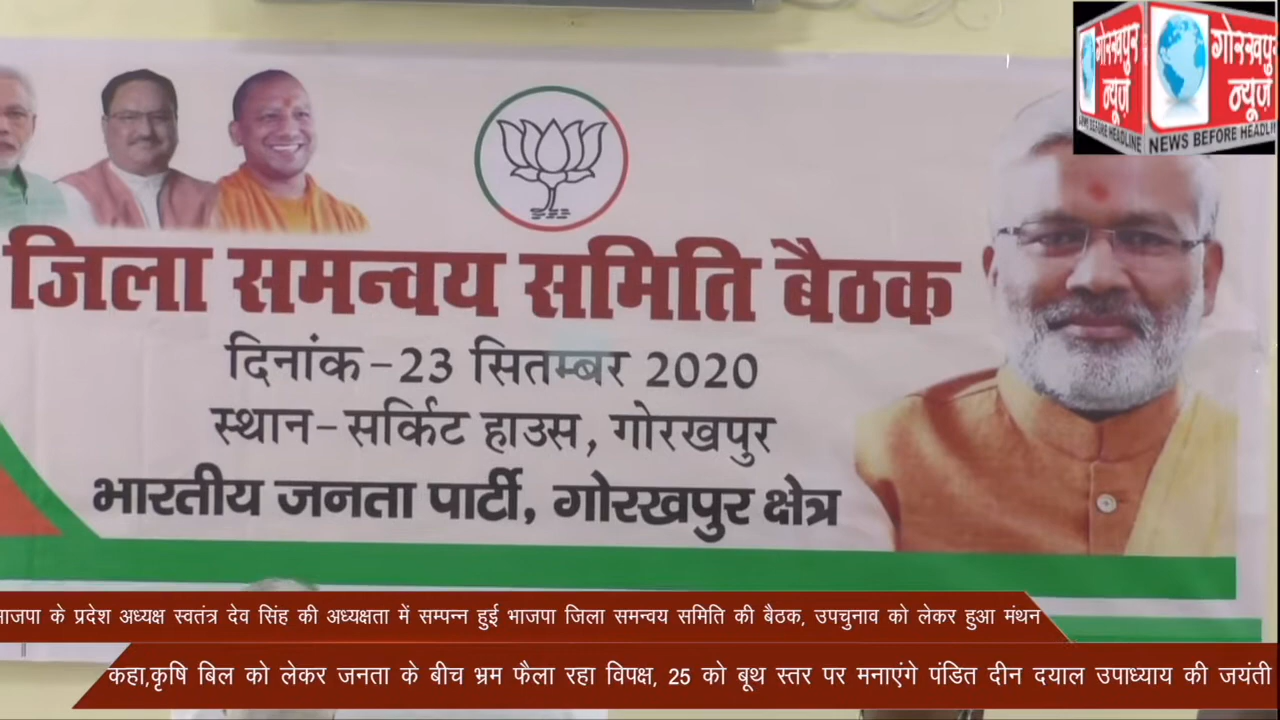 गोरखपुर
न्यूज़
NEWS BEFORE HEADLINE
गोरखपुर
न्यूज़
NEWS BEFORE HEADLI
जिला समन्वय समिति बैठक
दिनांक-23 सितम्बर 2020
स्थान-सर्किट हाउस, गोरखपुर
भारतीय जनता पार्टी, गोरखपुर क्षेत्र
भाजपा के प्रदेश अध्यक्ष स्वतंत्र देव सिंह की अध्यक्षता में सम्पन्न हुई भाजपा जिला समन्वय समिति की बैठक, उपचुनाव को लेकर हुआ मंथन
कहा,कृषि बिल को लेकर जनता के बीच भ्रम फैला रहा विपक्ष, 25 को बूथ स्तर पर मनाएंगे पंडित दीन दयाल उपाध्याय की जयंती